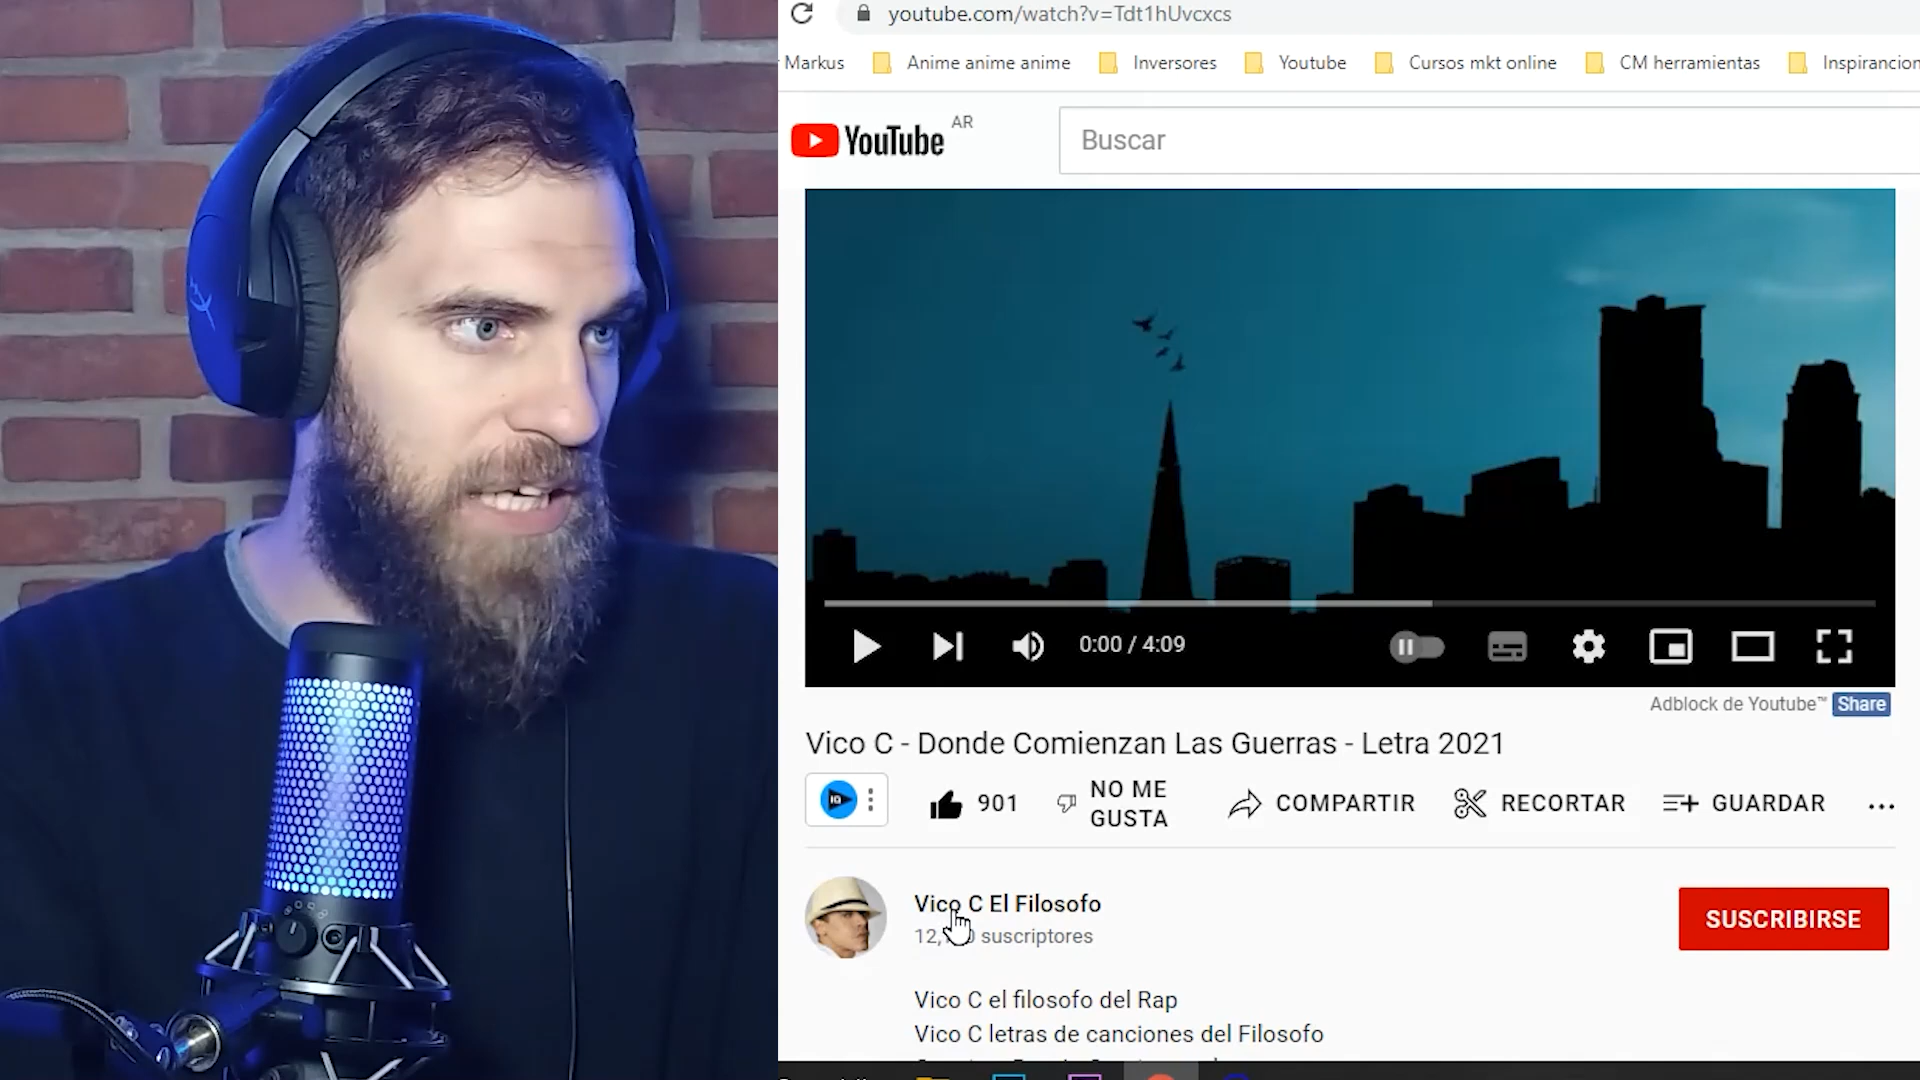 youtube.com/watch?v=Tdt1hUvcxcs
Markus Anime anime anime Inversores Youtube Cursos mkt online CM herramientas Inspirancion
YouTube AR
Buscar
0:00 / 4:09
Adblock de Youtube™ Share
Vico C - Donde Comienzan Las Guerras - Letra 2021
IQ
901
NO ME GUSTA
COMPARTIR
RECORTAR
GUARDAR
Vico C El Filosofo
suscriptores
SUSCRIBIRSE
Vico C el filosofo del Rap
Vico C letras de canciones del Filosofo